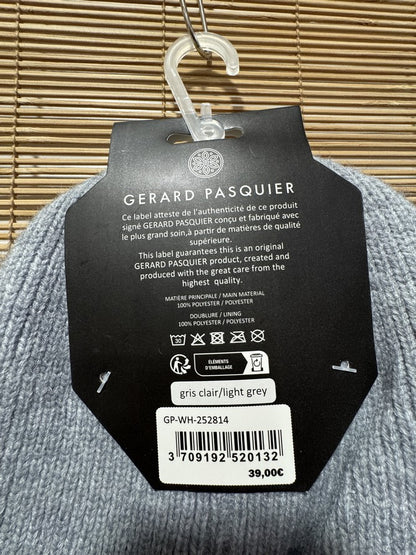 GERARD PASQUIER
Ce label atteste de l'authenticité de ce produit
signé GERARD PASQUIER conçu et fabriqué avec
le plus grand soin,à partir de matières de qualité
supérieure.
This label guarantees this is an original
GERARD PASQUIER product, created and
produced with the great care from the
highest quality.
MATIÈRE PRINCIPALE / MAIN MATERIAL
100% POLYESTER / POLYESTER
DOUBLURE / LINING
100% POLYESTER / POLYESTER
30
ÉLÉMENTS
D'EMBALLAGE
gris clair/light grey
GP-WH-252814
3 709192 520132
39,00€